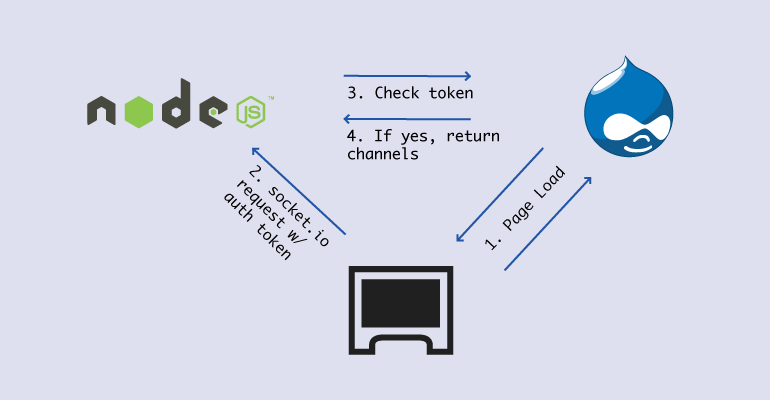 node
JS
™
3. Check token
4. If yes, return
channels
2. socket.io
request w/
auth token
1. Page Load